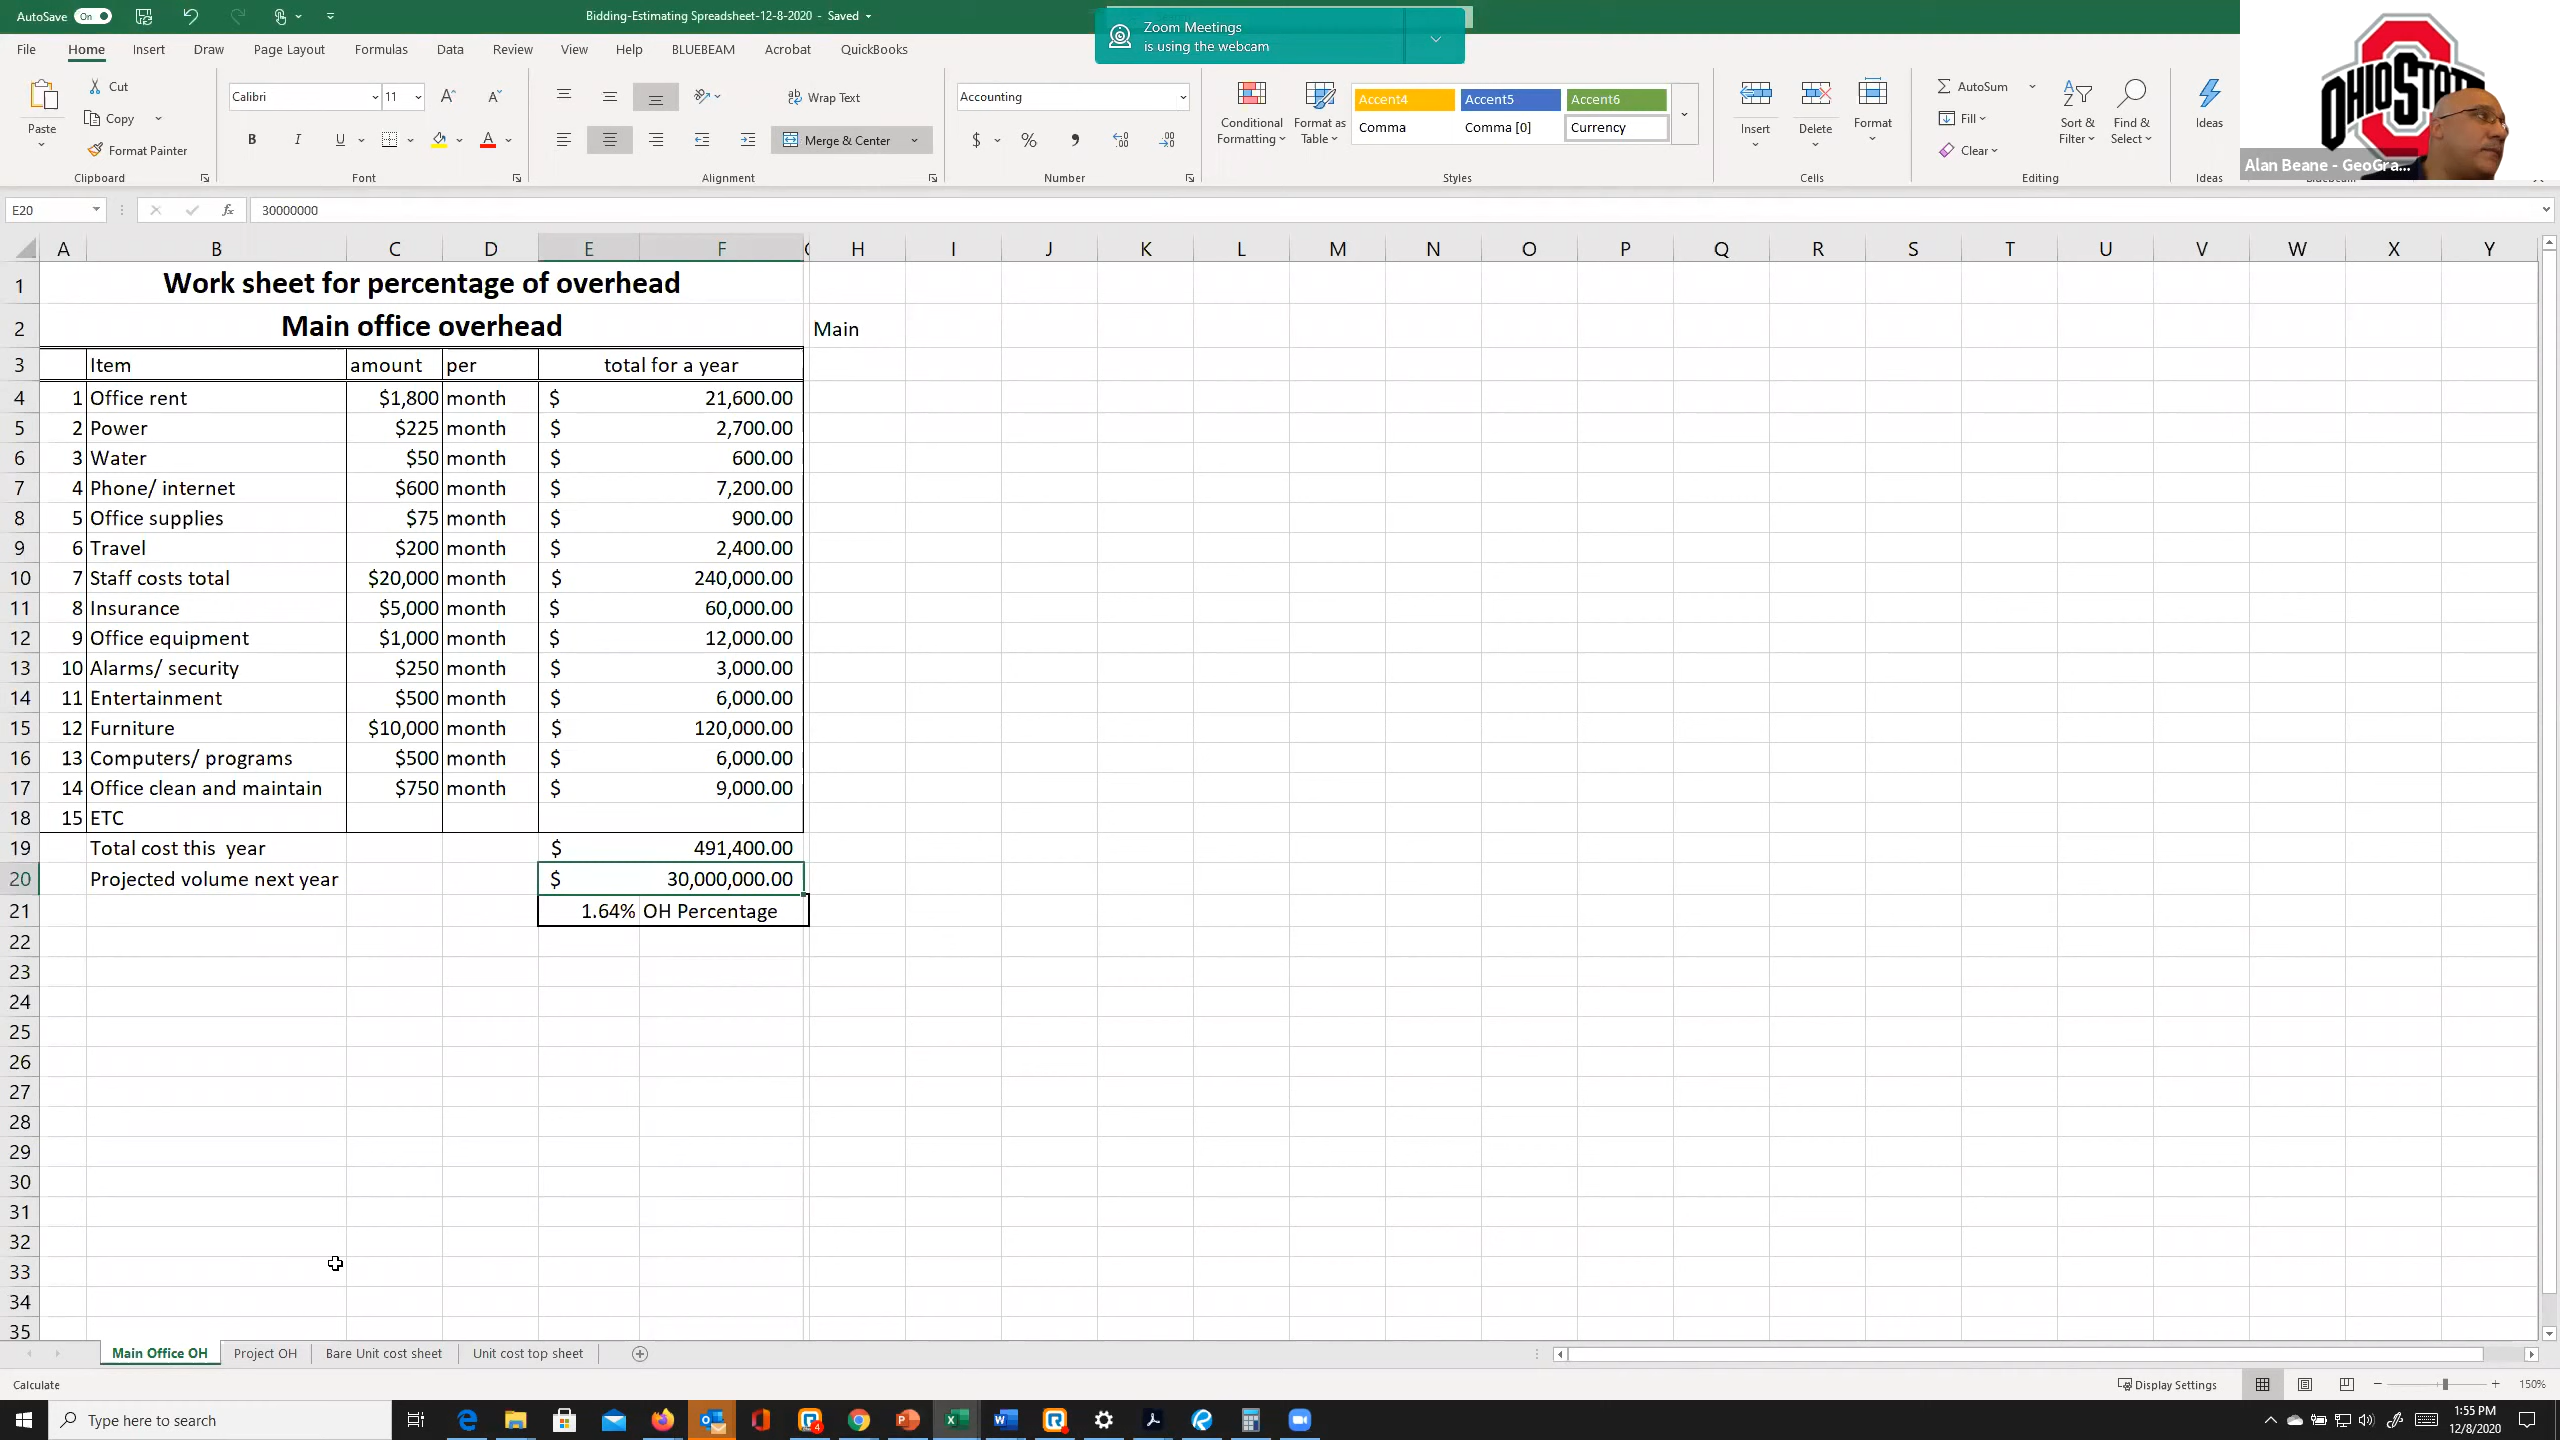 AutoSave On Bidding-Estimating Spreadsheet-12-8-2020 - Saved
Zoom Meetings
is using the webcam
File Home Insert Draw Page Layout Formulas Data Review View Help BLUEBEAM Acrobat QuickBooks
OHIO STATE
Alan Beane - GeoGra...
Paste Cut Copy Format Painter Clipboard
Calibri 11 B I U A Font
Wrap Text Merge & Center Alignment
Accounting $ % Number
Conditional Formatting Format as Table
Accent4 Accent5 Accent6
Comma Comma [0] Currency
Styles
Insert Delete Format Cells
AutoSum Fill Clear Sort & Filter Find & Select Editing
Ideas Ideas
E20 fx 30000000
A B C D E F H I J K L M N O P Q R S T U V W X Y
1 Work sheet for percentage of overhead
2 Main office overhead Main
3 Item amount per total for a year
4 1 Office rent $1,800 month $ 21,600.00
5 2 Power $225 month $ 2,700.00
6 3 Water $50 month $ 600.00
7 4 Phone/ internet $600 month $ 7,200.00
8 5 Office supplies $75 month $ 900.00
9 6 Travel $200 month $ 2,400.00
10 7 Staff costs total $20,000 month $ 240,000.00
11 8 Insurance $5,000 month $ 60,000.00
12 9 Office equipment $1,000 month $ 12,000.00
13 10 Alarms/ security $250 month $ 3,000.00
14 11 Entertainment $500 month $ 6,000.00
15 12 Furniture $10,000 month $ 120,000.00
16 13 Computers/ programs $500 month $ 6,000.00
17 14 Office clean and maintain $750 month $ 9,000.00
18 15 ETC
19 Total cost this year $ 491,400.00
20 Projected volume next year $ 30,000,000.00
21 1.64% OH Percentage
22
23
24
25
26
27
28
29
30
31
32
33
34
35
Main Office OH Project OH Bare Unit cost sheet Unit cost top sheet
Calculate Display Settings 150%
Type here to search
1:55 PM
12/8/2020